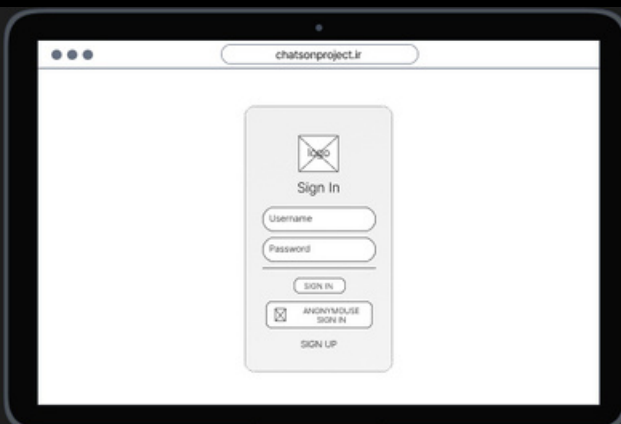 chatsonproject.ir
logo
Sign In
Username
Password
SIGN IN
ANONYMOUSE
SIGN IN
SIGN UP